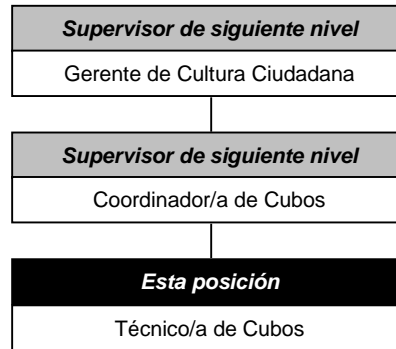 Supervisor de siguiente nivel
Gerente de Cultura Ciudadana
Supervisor de siguiente nivel
Coordinador/a de Cubos
Esta posición
Técnico/a de Cubos